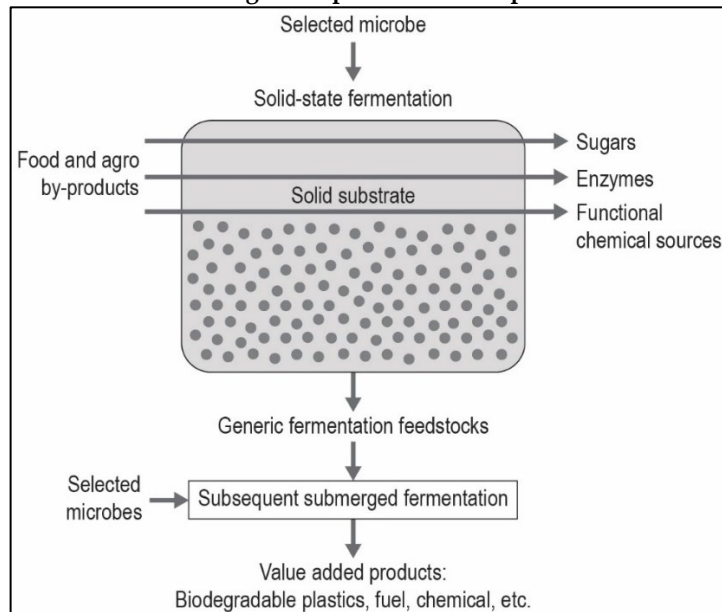 Selected microbe
Solid-state fermentation
Food and agro
by-products
Sugars
Enzymes
Solid substrate
Functional
chemical sources
Generic fermentation feedstocks
Selected
microbes
Subsequent submerged fermentation
Value added products:
Biodegradable plastics, fuel, chemical, etc.